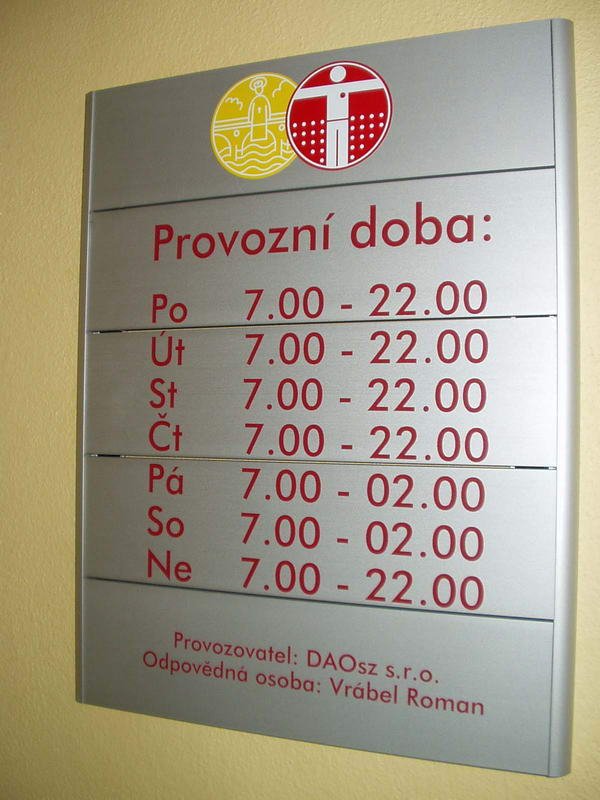 Provozní doba:
Po 7.00 - 22.00
Út 7.00 - 22.00
St 7.00 - 22.00
Čt 7.00 - 22.00
Pá 7.00 - 02.00
So 7.00 - 02.00
Ne 7.00 - 22.00
Provozovatel: DAOsz s.r.o.
Odpovědná osoba: Vrábel Roman